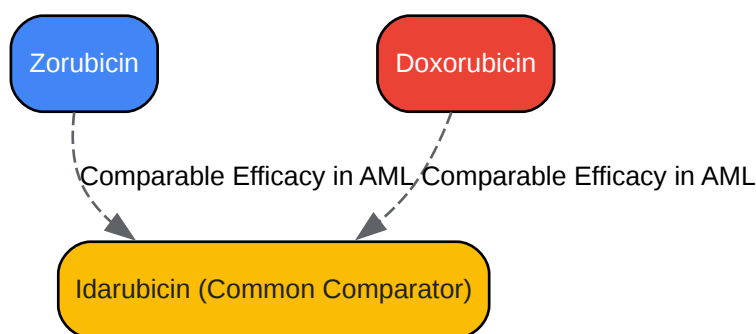 Zorubicin
Doxorubicin
Comparable Efficacy in AML
Comparable Efficacy in AML
Idarubicin (Common Comparator)